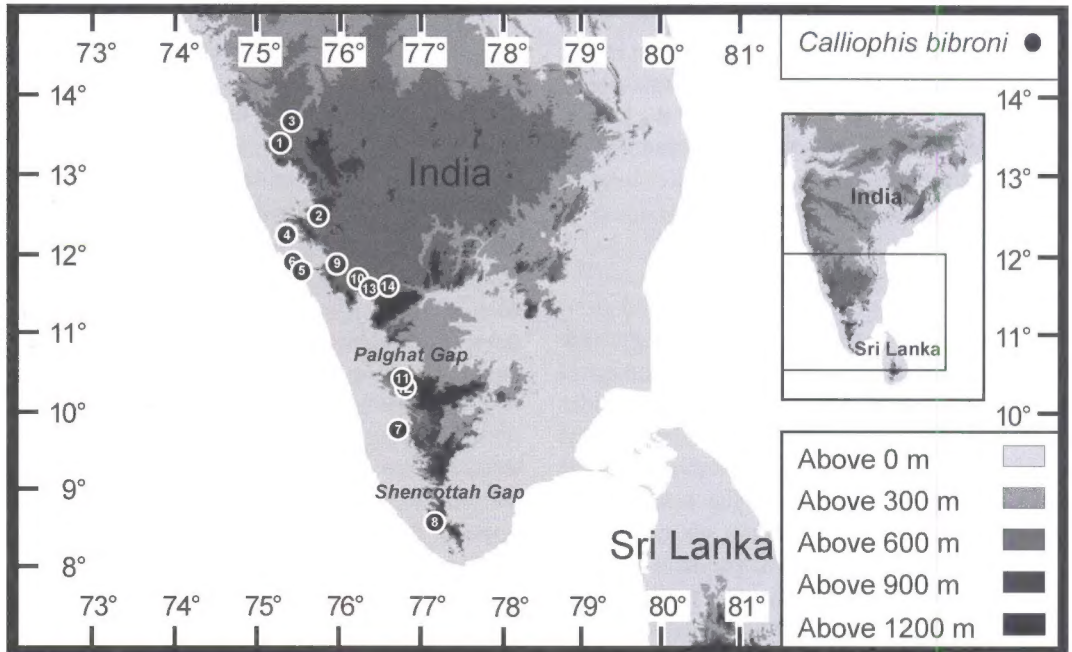 73° 74° 75° 76° 77° 78° 79° 80° 81°
Calliophis bibroni
14° 14°
3
1
13° 13°
India
India
2
4
12° 12°
6 9
5
10
13 14
11° 11°
Sri Lanka
Palghat Gap
11
12
10° 10°
7
Above 0 m
9°
Shencottah Gap
Above 300 m
8
Sri Lanka
Above 600 m
8°
Above 900 m
73° 74° 75° 76° 77° 78° 79° 80° 81°
Above 1200 m